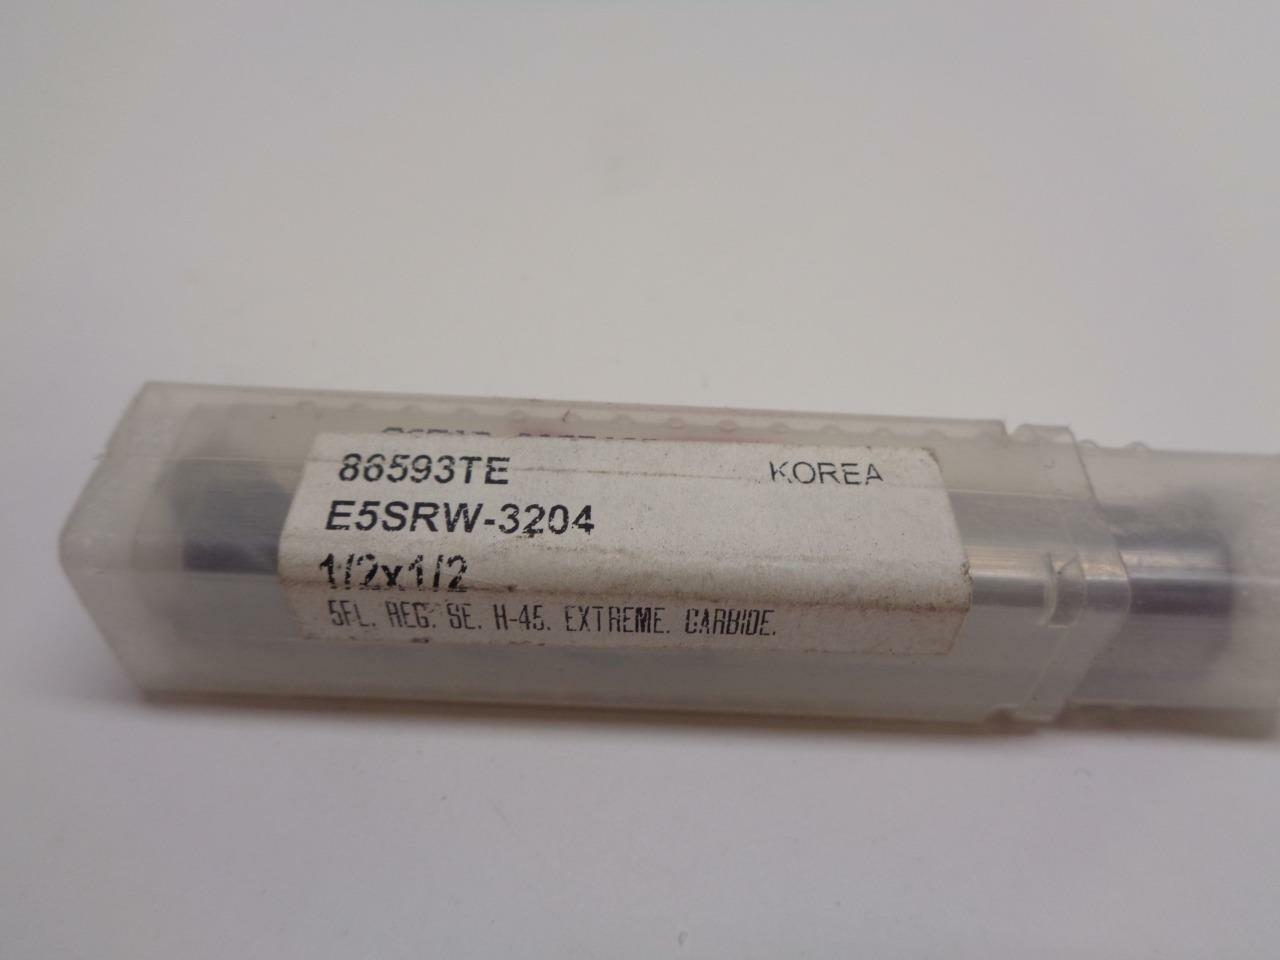 86593TE KOREA
E5SRW-3204
1/2x1/2
5FL. REG. SE. H-45. EXTREME. CARBIDE.